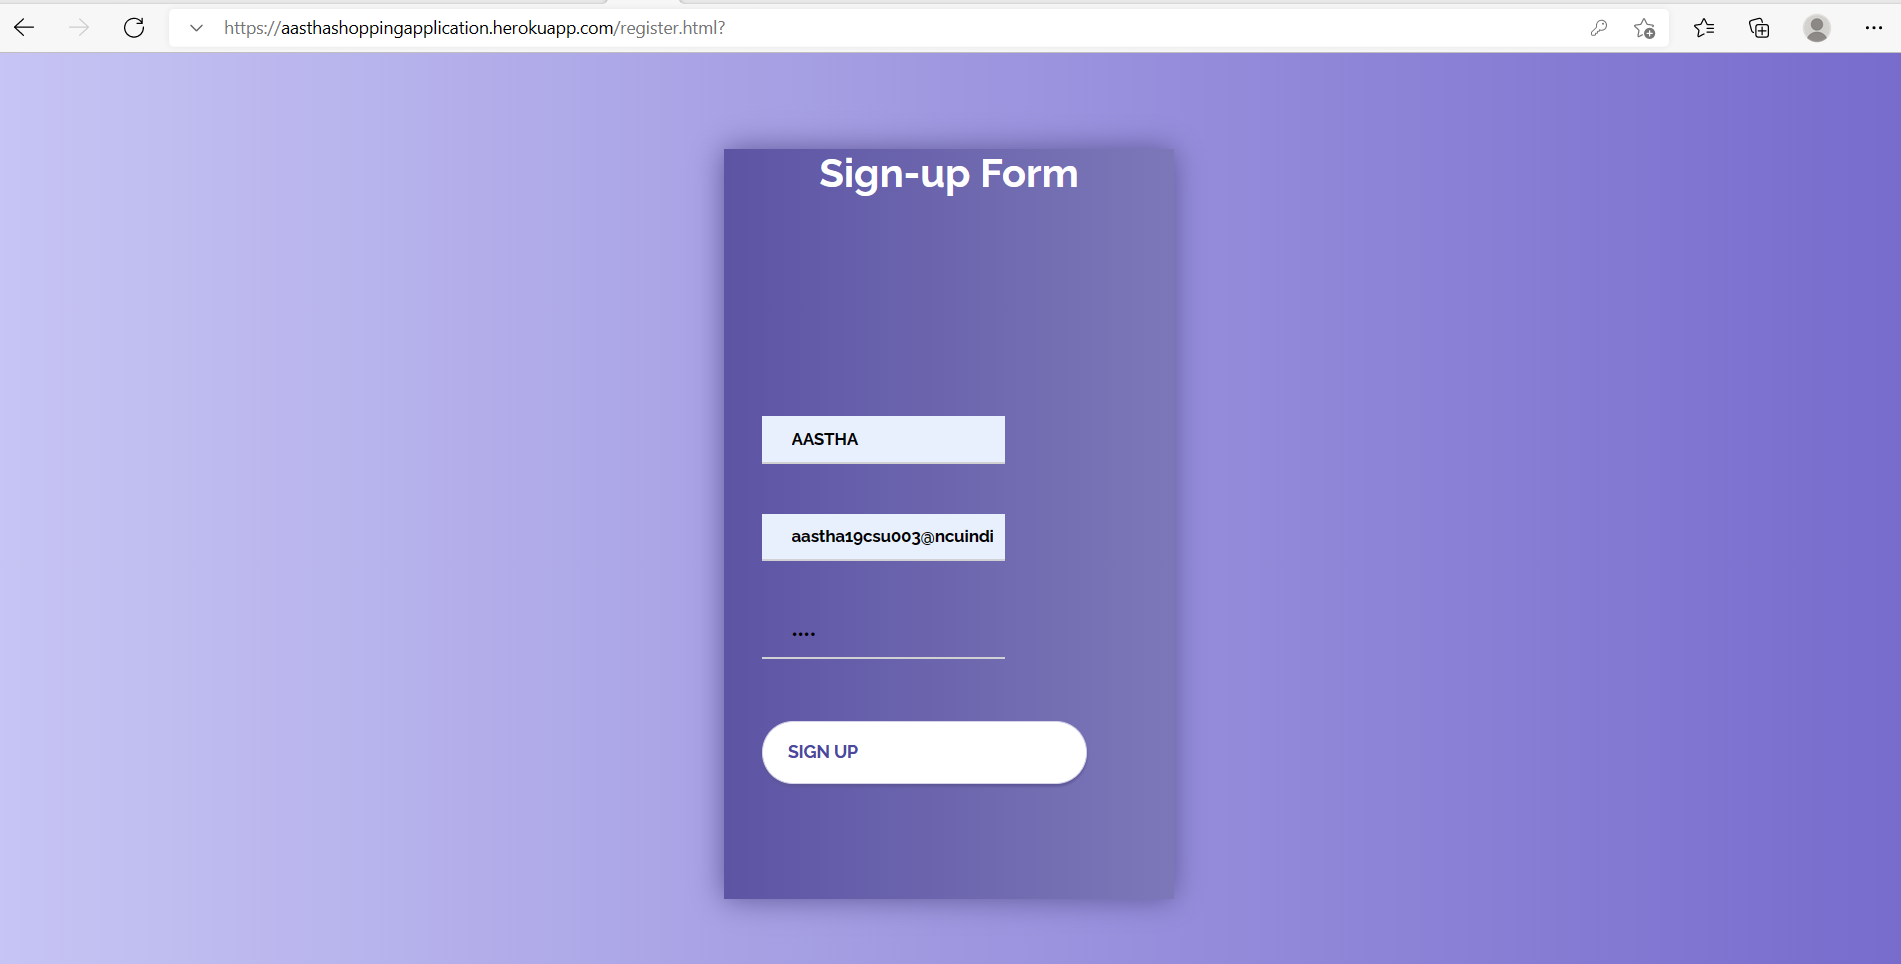 https://aasthashoppingapplication.herokuapp.com/register.html?
Sign-up Form
AASTHA
aastha19csu003@ncuindi
••••
SIGN UP